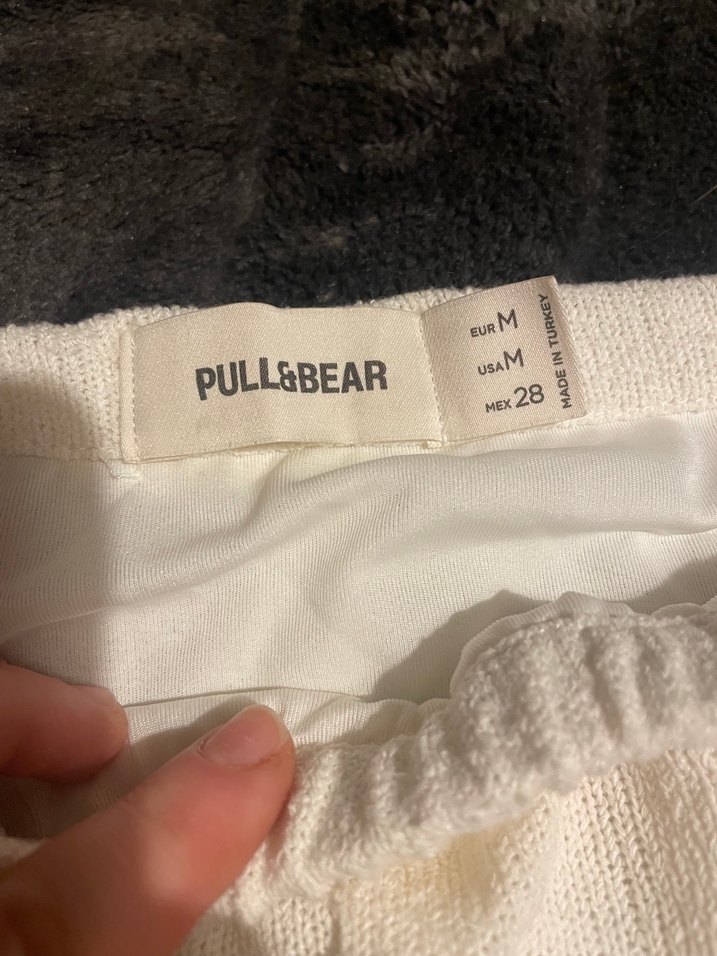 PULL&BEAR
EUR M
USA M
MEX 28
MADE IN TURKEY